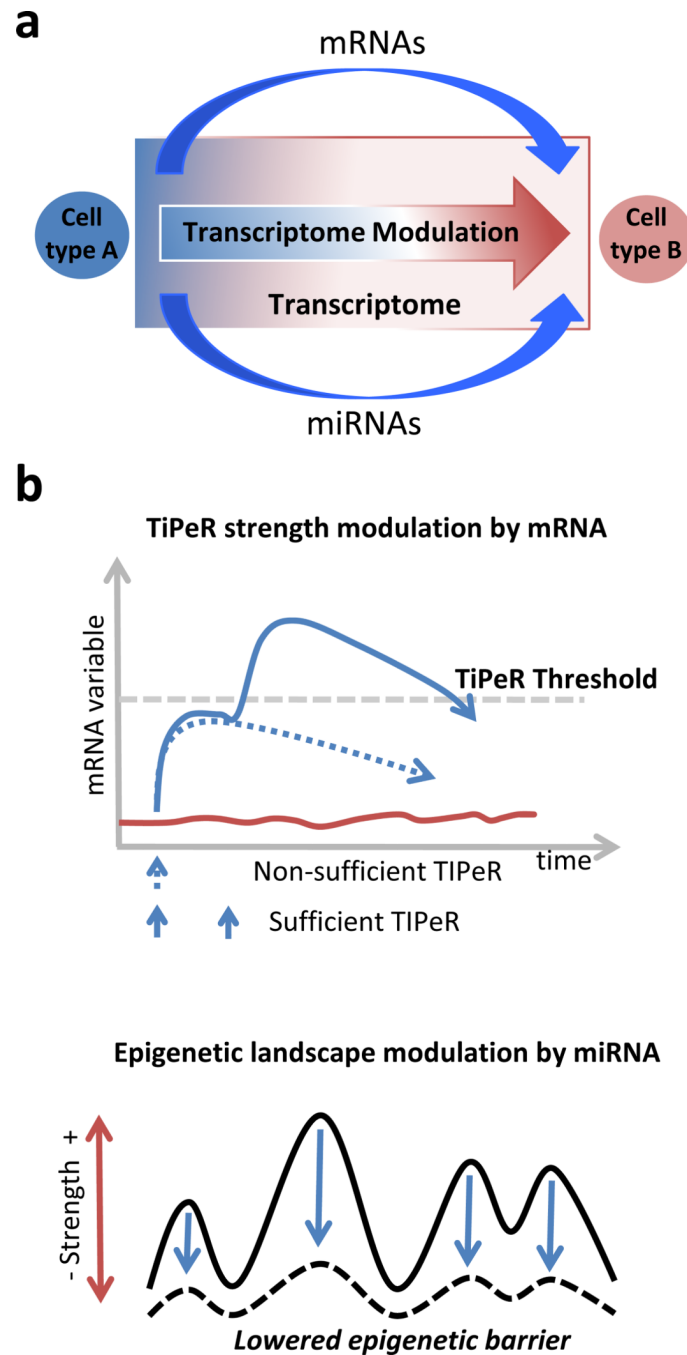 a
mRNAs
Cell
type A
Transcriptome Modulation
Cell
type B
Transcriptome
miRNAs
b
TiPeR strength modulation by mRNA
mRNA variable
TiPeR Threshold
time
Non-sufficient TIPeR
Sufficient TIPeR
Epigenetic landscape modulation by miRNA
- Strength +
Lowered epigenetic barrier